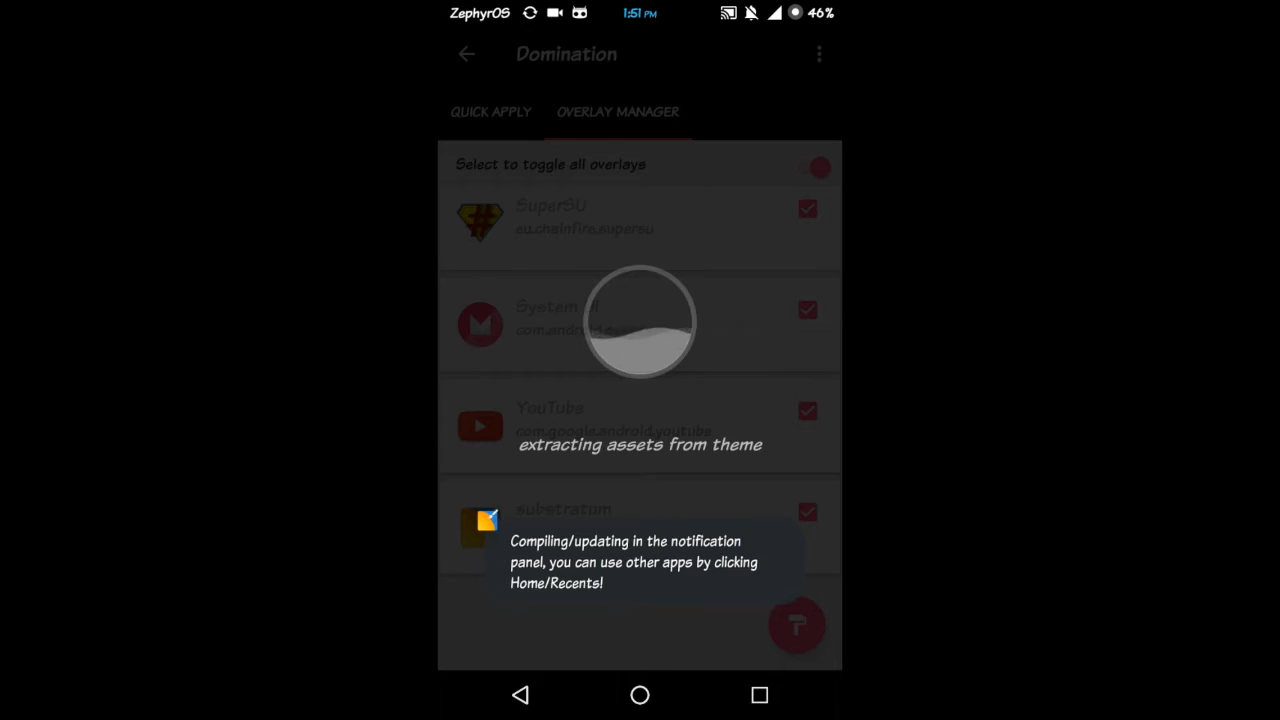 ZephyrOS
1:51 PM
46%
Domination
QUICK APPLY
OVERLAY MANAGER
Select to toggle all overlays
SuperSU
eu.chainfire.supersu
System UI
YouTube
com.google.android.youtube
extracting assets from theme
substratum
Compiling/updating in the notification
panel, you can use other apps by clicking
Home/Recents!